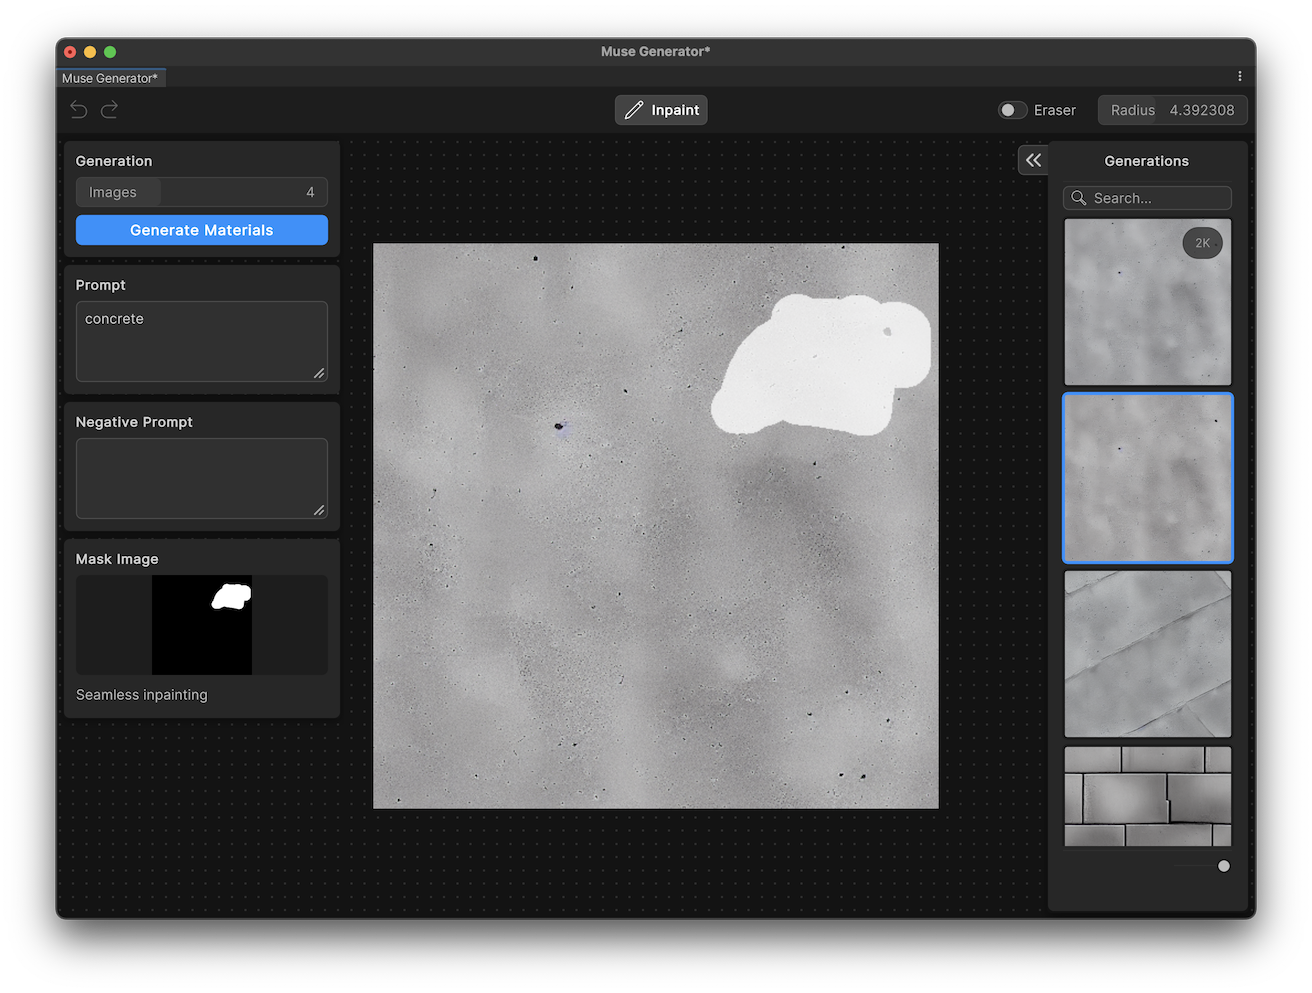 Muse Generator*
Muse Generator*
Inpaint
Eraser
Radius 4.392308
Generation
Images 4
Generate Materials
Prompt
concrete
Negative Prompt
Mask Image
Seamless inpainting
Generations
Search...
2K